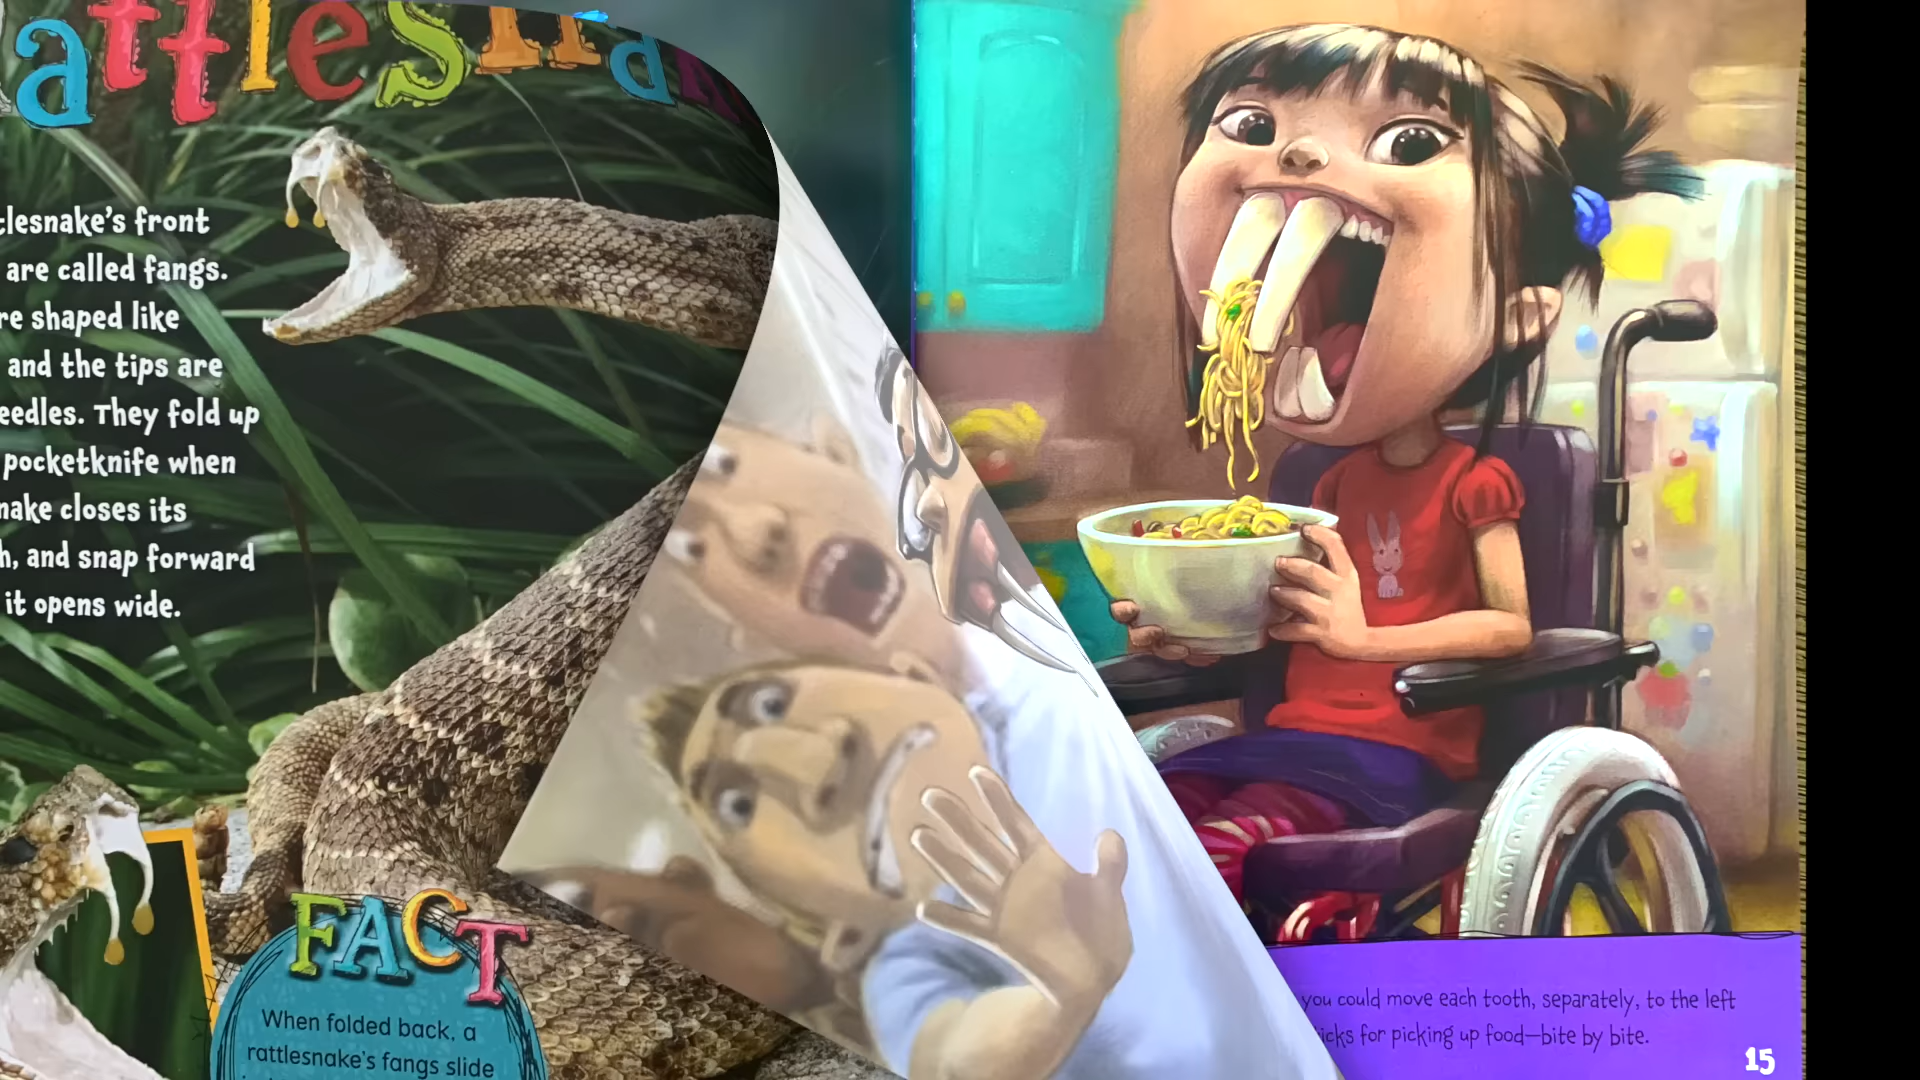 attlesna
tlesnake's front
are called fangs.
re shaped like
and the tips are
eedles. They fold up
pocketknife when
nake closes its
h, and snap forward
it opens wide.
FACT
When folded back, a
rattlesnake's fangs slide
you could move each tooth, separately, to the left
icks for picking up food—bite by bite.
15